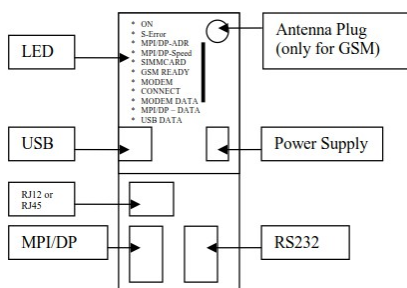 * ON
* S-Error
* MPI/DP-ADR
* MPI/DP-Speed
* SIMMCARD
* GSM READY
* MODEM
* CONNECT
* MODEM DATA
* MPI/DP – DATA
* USB DATA
Antenna Plug
(only for GSM)
LED
USB
Power Supply
RJ12 or
RJ45
MPI/DP
RS232